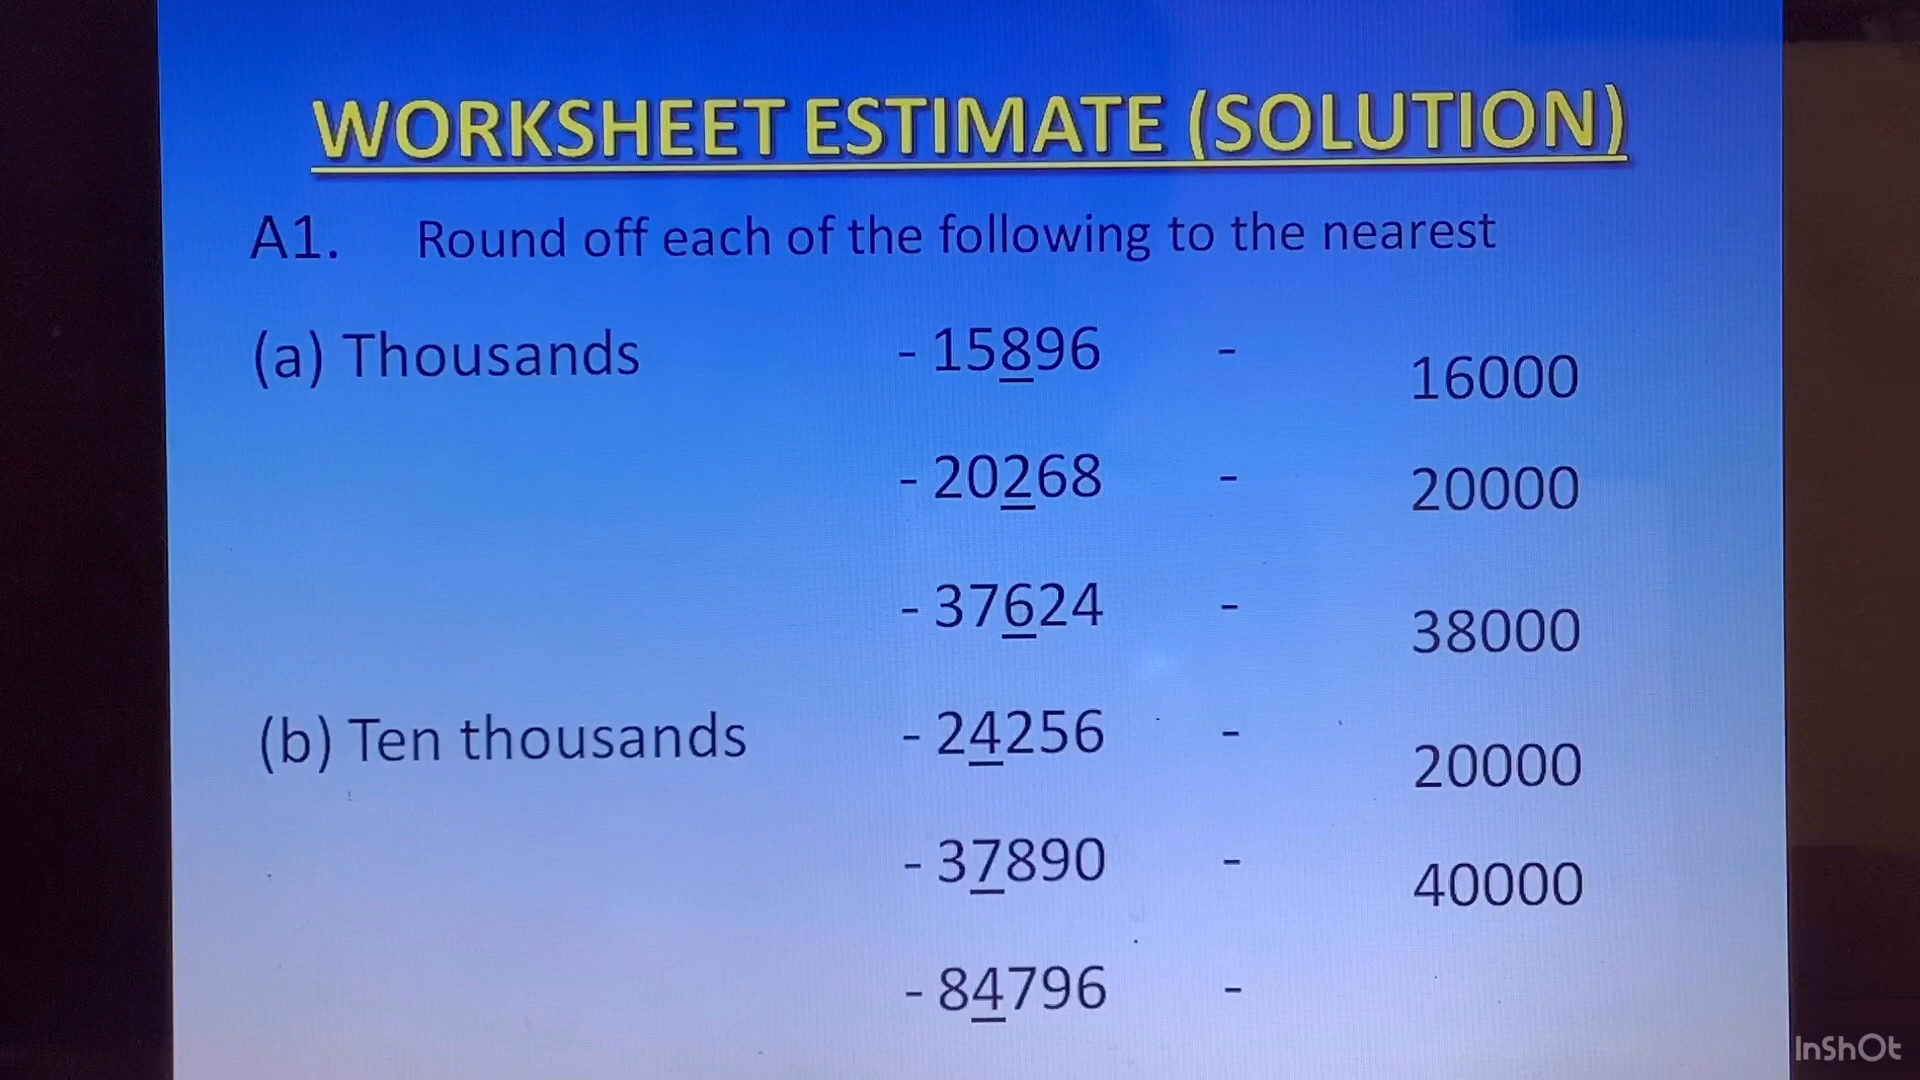 WORKSHEET ESTIMATE (SOLUTION)
A1. Round off each of the following to the nearest
(a) Thousands - 15896 - 16000
- 20268 - 20000
- 37624 - 38000
(b) Ten thousands - 24256 - 20000
- 37890 - 40000
- 84796 -
InShOt